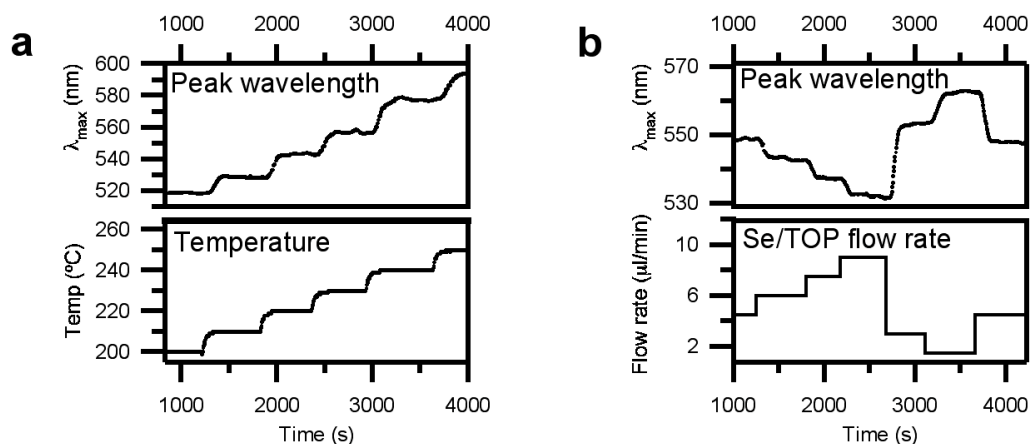 a
1000 2000 3000 4000
λmax (nm)
600
580
560
540
520
Peak wavelength
Temp (ºC)
240
220
200
Temperature
1000 2000 3000 4000
Time (s)
b
1000 2000 3000 4000
λmax (nm)
570
550
530
Peak wavelength
Flow rate (µl/min)
10
6
2
Se/TOP flow rate
1000 2000 3000 4000
Time (s)